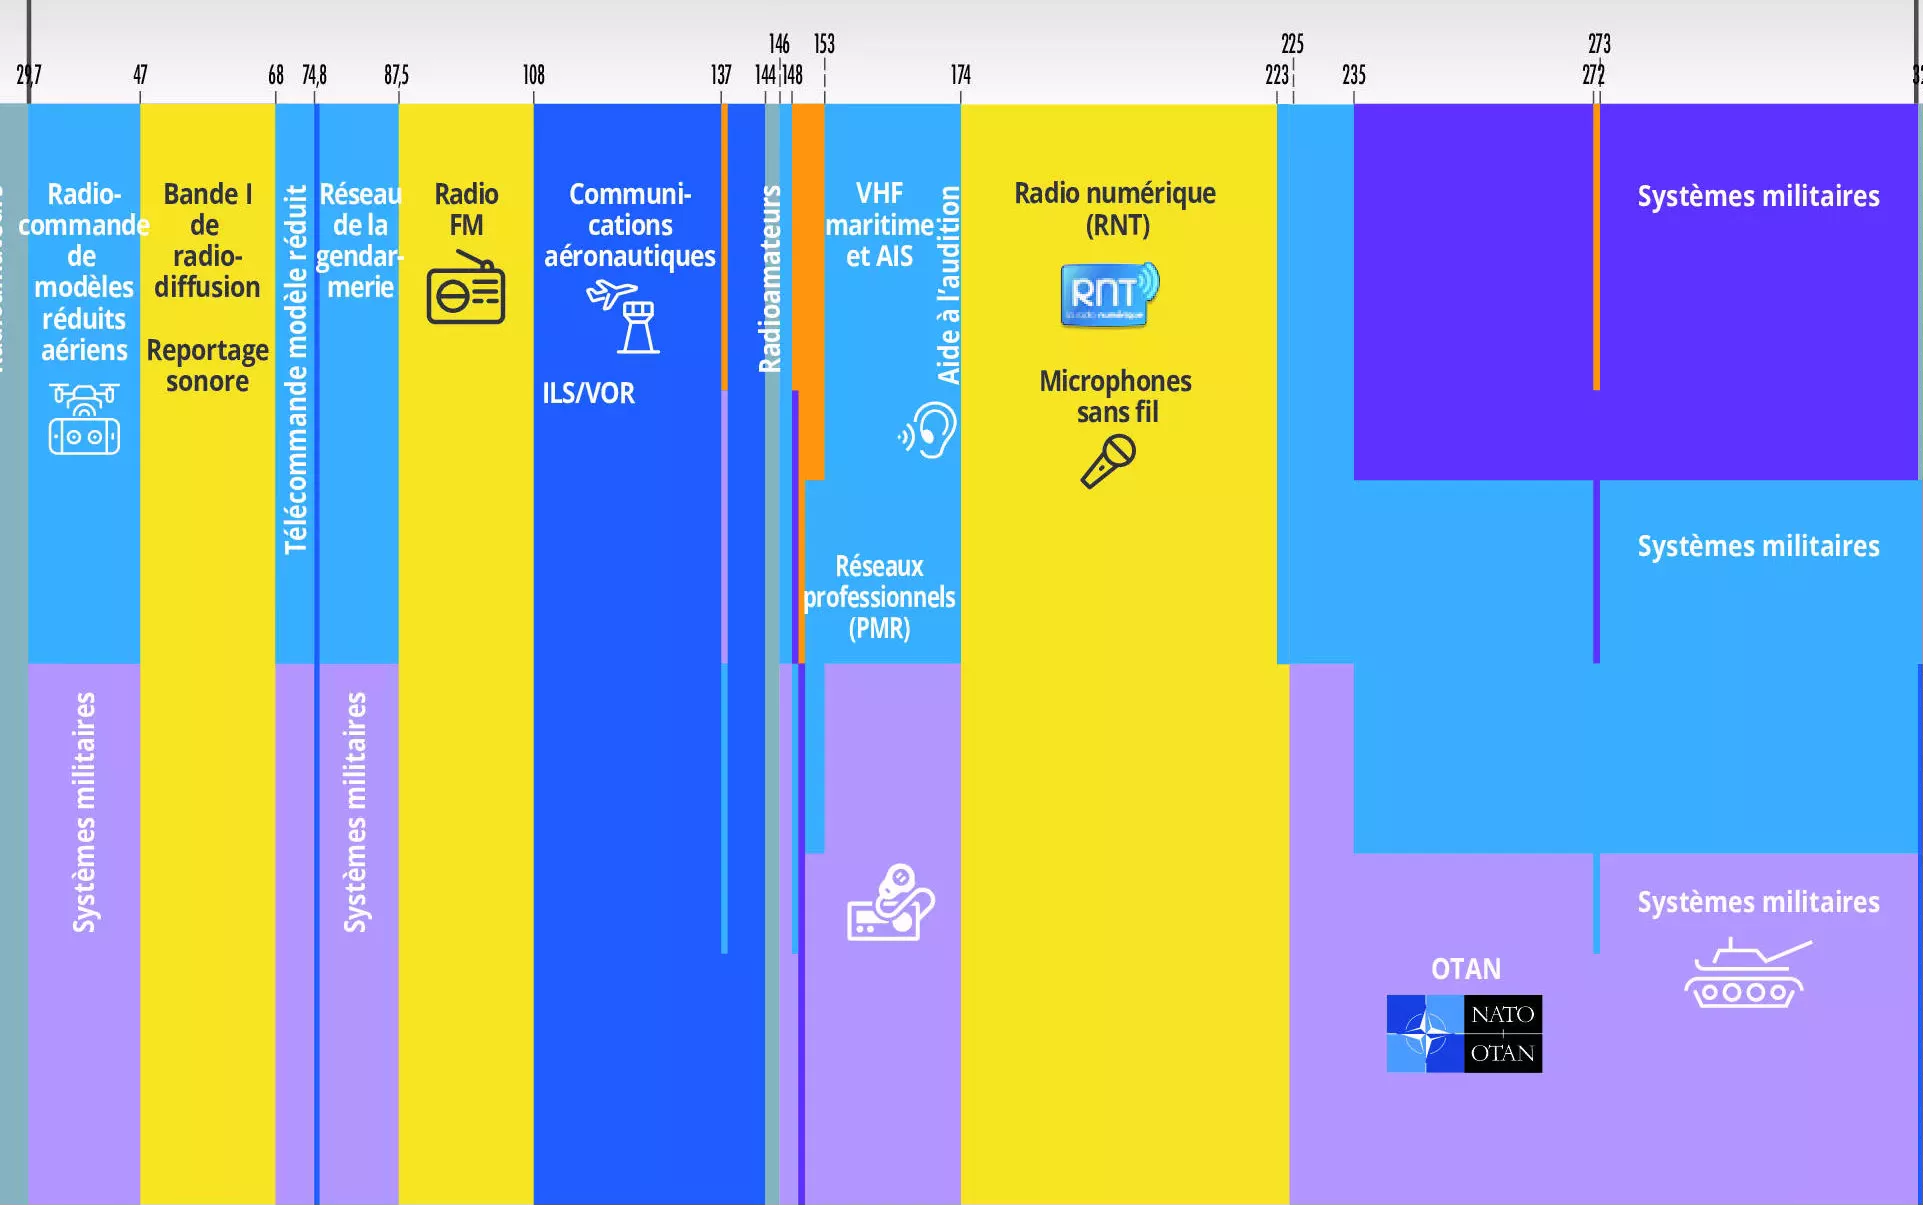 146
153
225
273
29,7
47
68
74,8
87,5
108
137
144
148
174
223
235
272
Radio-
commande
de
modèles
réduits
aériens
Bande I
de
radio-
diffusion
Reportage
sonore
Télécommande modèle réduit
Réseau
de la
gendar-
merie
Radio
FM
Communi-
cations
aéronautiques
ILS/VOR
Radioamateurs
VHF
maritime
et AIS
Aide à l'audition
Radio numérique
(RNT)
RNT
la radio numérique
Microphones
sans fil
Systèmes militaires
Réseaux
professionnels
(PMR)
Systèmes militaires
Systèmes militaires
Systèmes militaires
Systèmes militaires
OTAN
NATO
OTAN